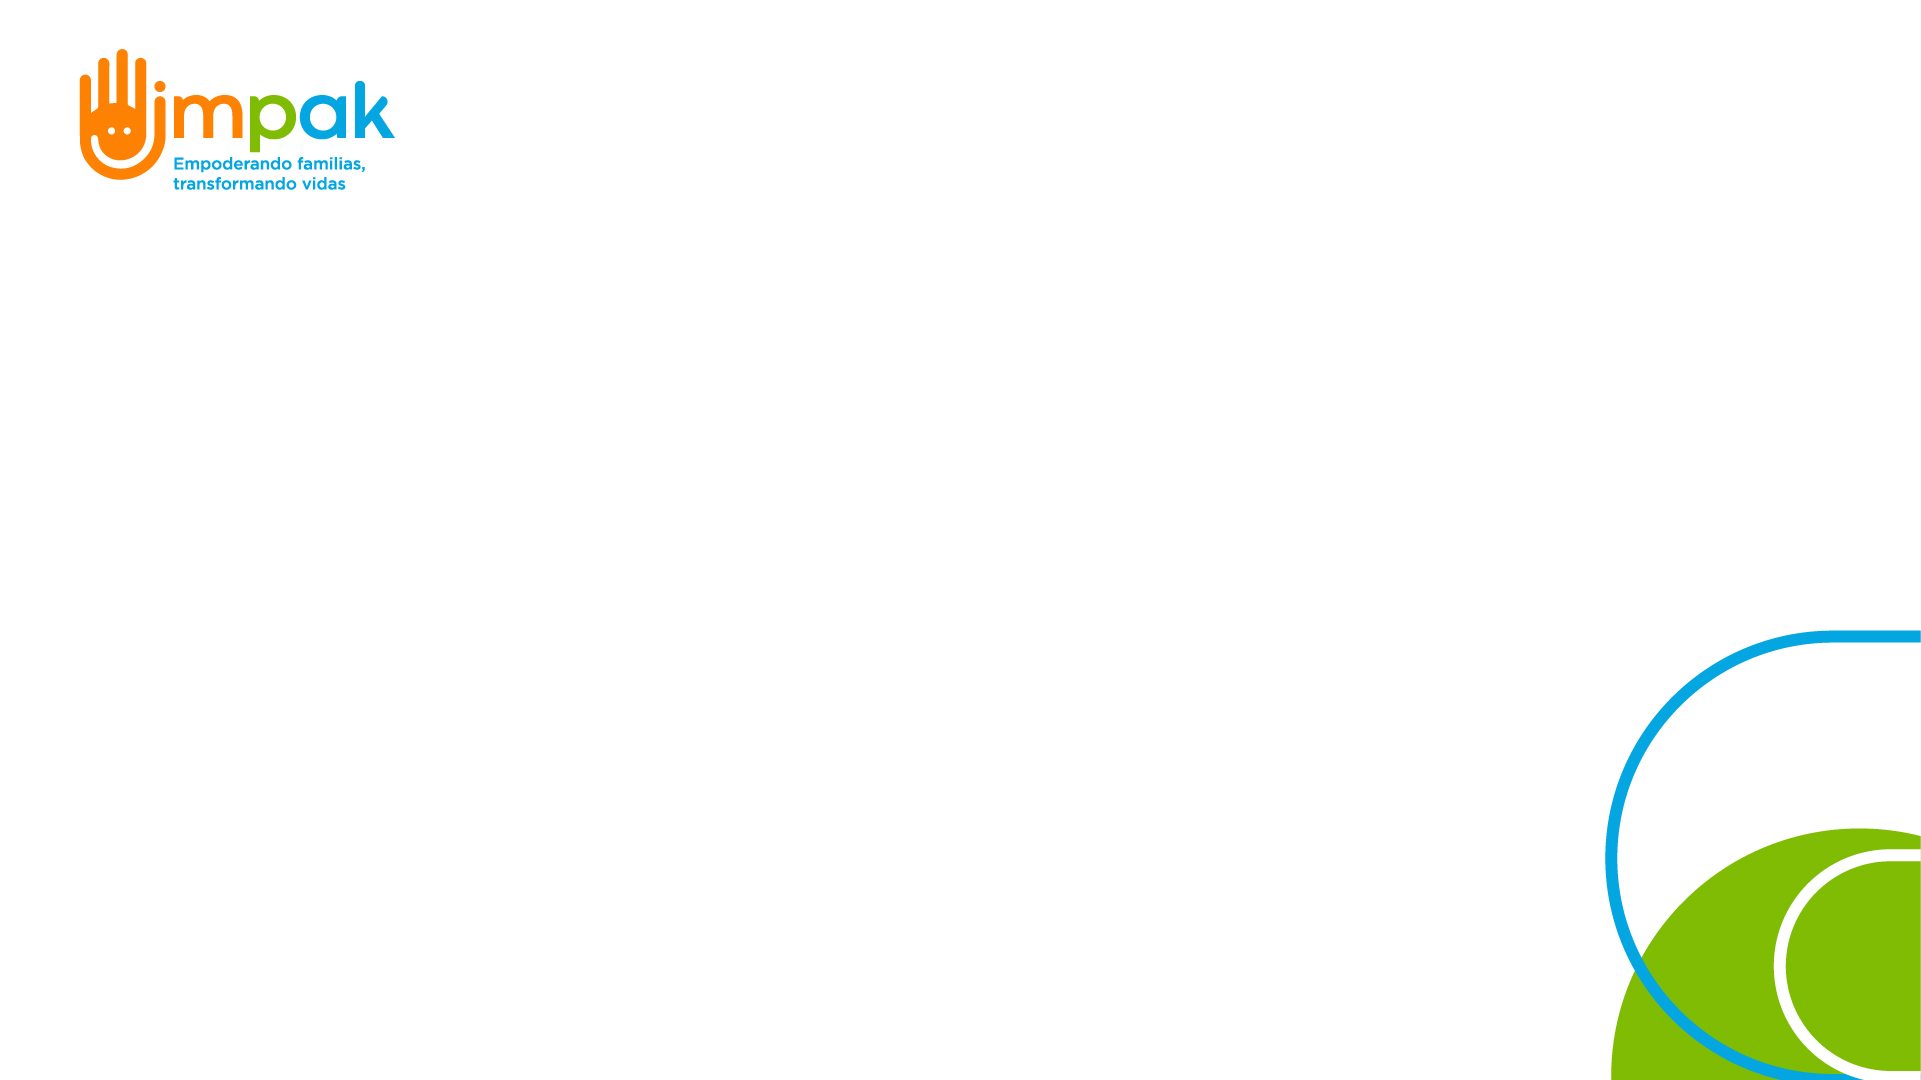 impak
Empoderando familias,
transformando vidas